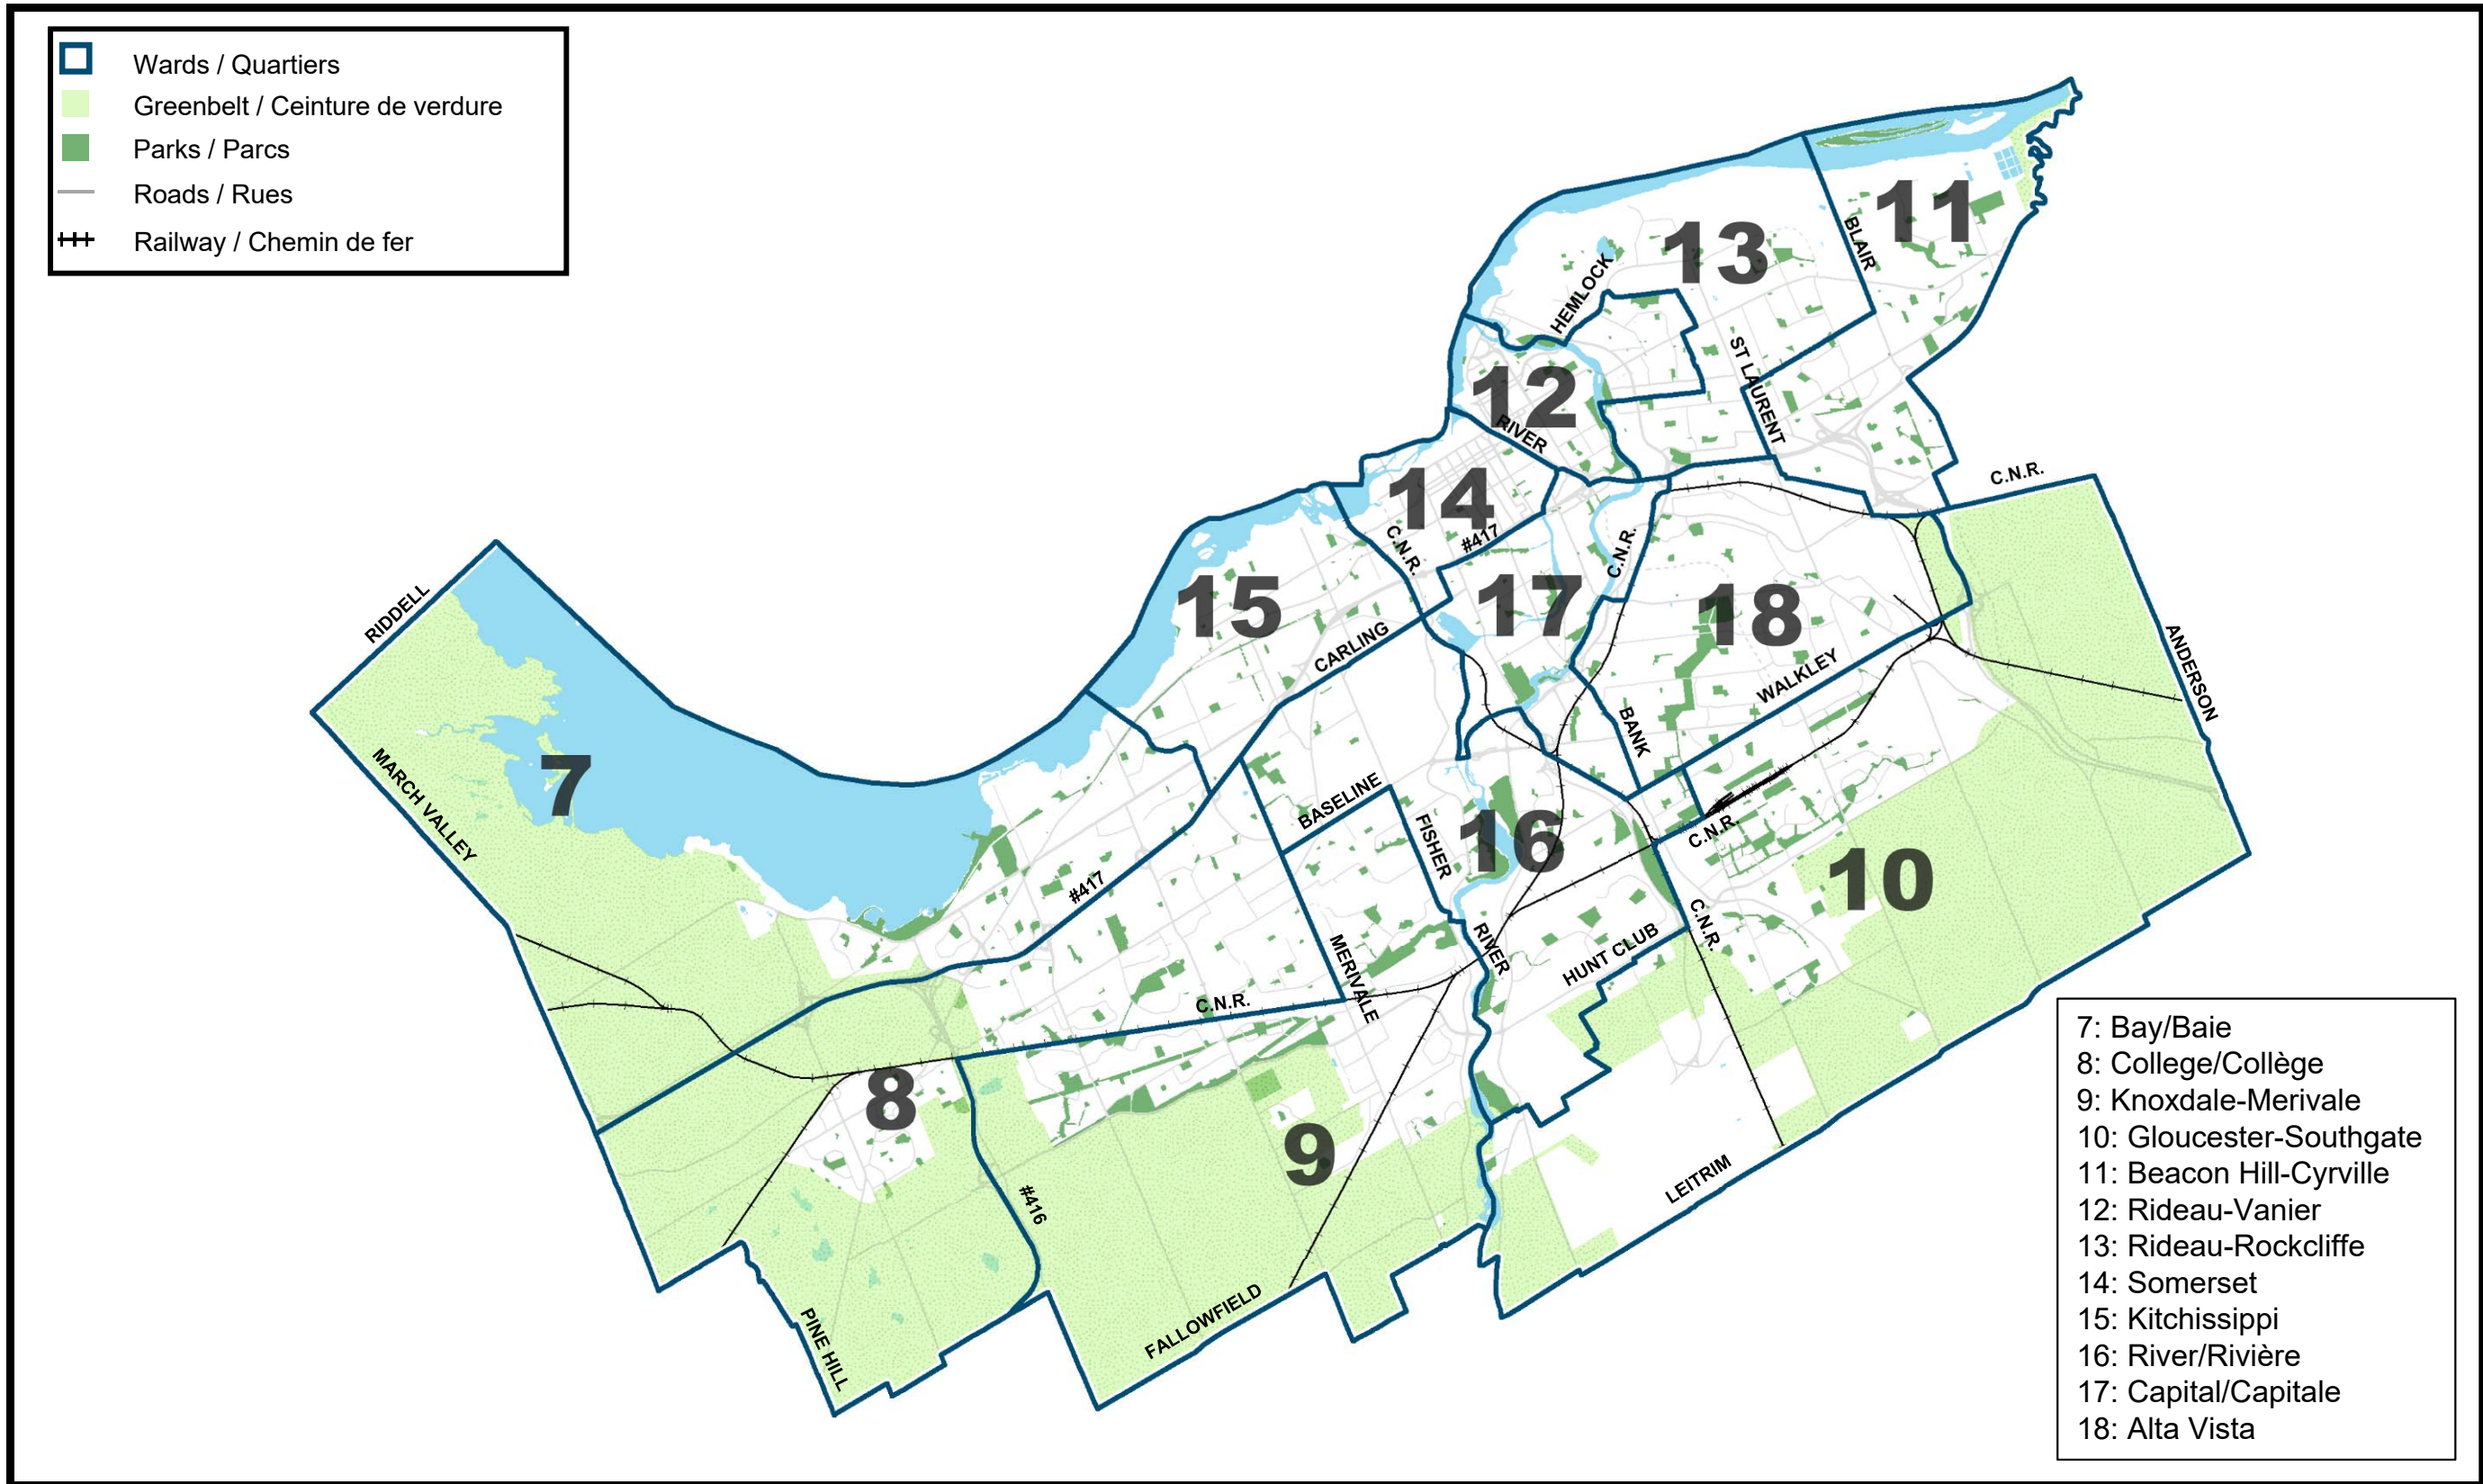 Wards / Quartiers
Greenbelt / Ceinture de verdure
Parks / Parcs
Roads / Rues
Railway / Chemin de fer
11
BLAIR
13
HEMLOCK
ST LAURENT
12
RIVER
C.N.R.
14
#417
C.N.R.
C.N.R.
15
17
18
RIDDELL
CARLING
ANDERSON
WALKLEY
BANK
MARCH VALLEY
7
BASELINE
FISHER
16
C.N.R.
10
#417
C.N.R.
RIVER
HUNT CLUB
MERIVALE
C.N.R.
8
9
#416
LEITRIM
FALLOWFIELD
PINE HILL
7: Bay/Baie
8: College/Collège
9: Knoxdale-Merivale
10: Gloucester-Southgate
11: Beacon Hill-Cyrville
12: Rideau-Vanier
13: Rideau-Rockcliffe
14: Somerset
15: Kitchissippi
16: River/Rivière
17: Capital/Capitale
18: Alta Vista